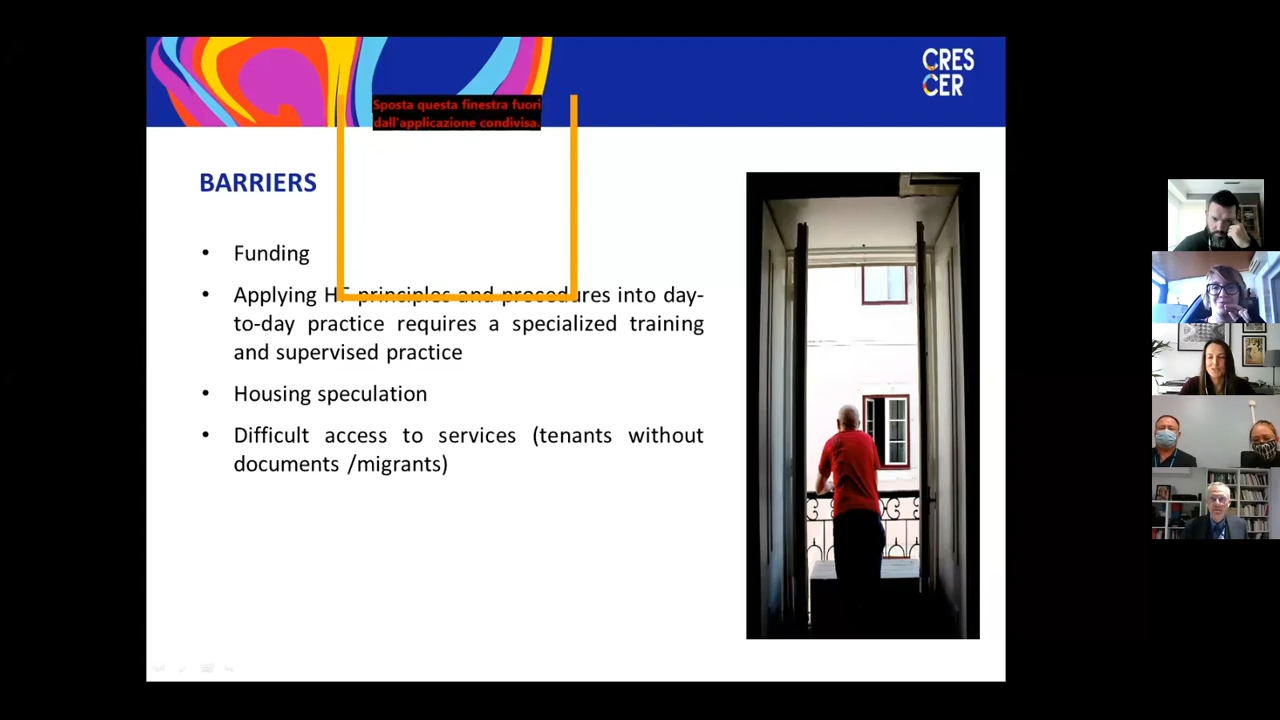 CRES
CER
Sposta questa finestra fuori
dall'applicazione condivisa.
BARRIERS
• Funding
• Applying HF principles and procedures into day-
to-day practice requires a specialized training
and supervised practice
• Housing speculation
• Difficult access to services (tenants without
documents /migrants)